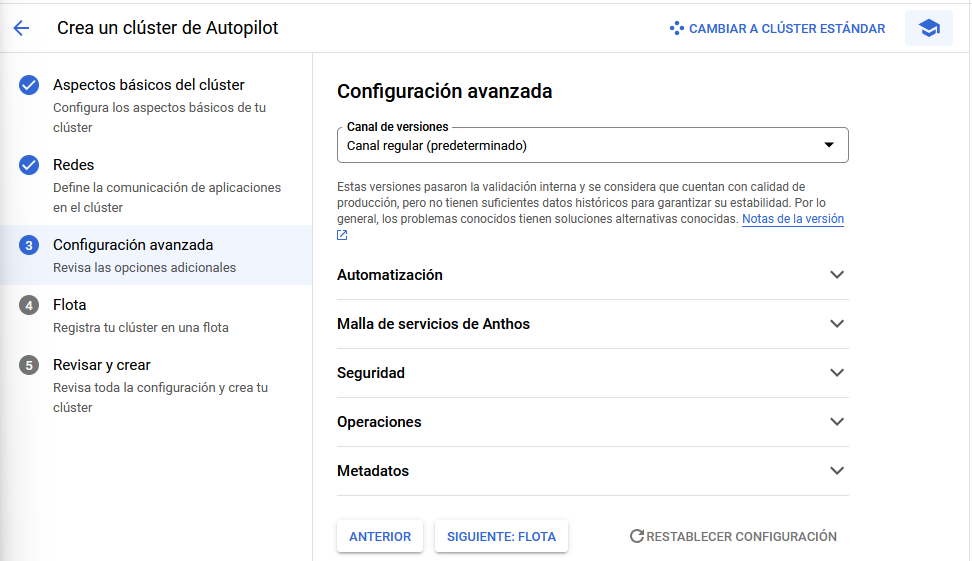 Crea un clúster de Autopilot
CAMBIAR A CLÚSTER ESTÁNDAR
Aspectos básicos del clúster
Configura los aspectos básicos de tu
clúster
Redes
Define la comunicación de aplicaciones
en el clúster
3 Configuración avanzada
Revisa las opciones adicionales
4 Flota
Registra tu clúster en una flota
5 Revisar y crear
Revisa toda la configuración y crea tu
clúster
Configuración avanzada
Canal de versiones
Canal regular (predeterminado)
Estas versiones pasaron la validación interna y se considera que cuentan con calidad de
producción, pero no tienen suficientes datos históricos para garantizar su estabilidad. Por lo
general, los problemas conocidos tienen soluciones alternativas conocidas. Notas de la versión
Automatización
Malla de servicios de Anthos
Seguridad
Operaciones
Metadatos
ANTERIOR
SIGUIENTE: FLOTA
RESTABLECER CONFIGURACIÓN